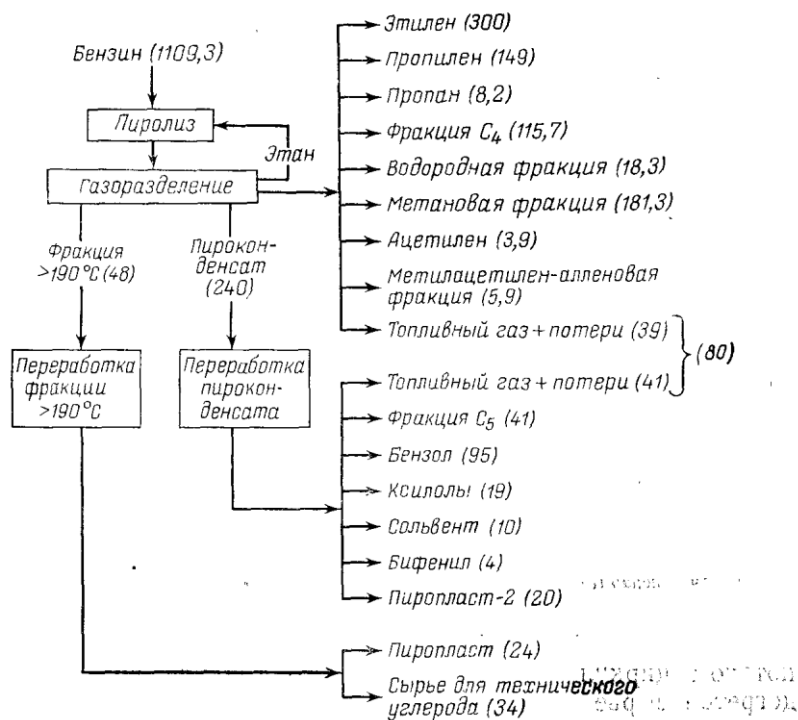 Бензин (1109,3)
Пиролиз
Этан
Газоразделение
Этилен (300)
Пропилен (149)
Пропан (8,2)
Фракция C₄ (115,7)
Водородная фракция (18,3)
Метановая фракция (181,3)
Ацетилен (3,9)
Метилацетилен-алленовая
фракция (5,9)
Топливный газ + потери (39)
(80)
Фракция
>190°C (48)
Пирокон-
денсат
(240)
Переработка
фракции
>190°C
Переработка
пирокон-
денсата
Топливный газ + потери (41)
Фракция C₅ (41)
Бензол (95)
Ксилолы (19)
Сольвент (10)
Бифенил (4)
Пиропласт-2 (20)
Пиропласт (24)
Сырье для технического
углерода (34)